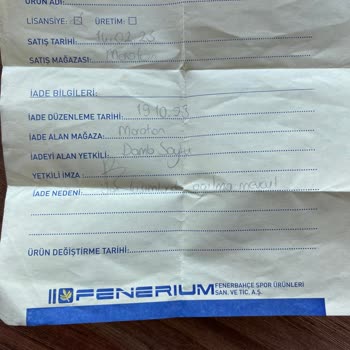 ÜRÜN ADI:
LİSANSİYE: ☑ ÜRETİM: ☐
SATIŞ TARİHİ: 14.02.23
SATIŞ MAĞAZASI:
İADE BİLGİLERİ:
İADE DÜZENLEME TARİHİ: 19.10.23
İADE ALAN MAĞAZA: Maraton
İADEYİ ALAN YETKİLİ: Damla
YETKİLİ İMZA :
İADE NEDENİ: mevcut
ÜRÜN DEĞİŞTİRME TARİHİ:
FENERIUM FENERBAHÇE SPOR ÜRÜNLERİ
SAN. VE TİC. A.Ş.